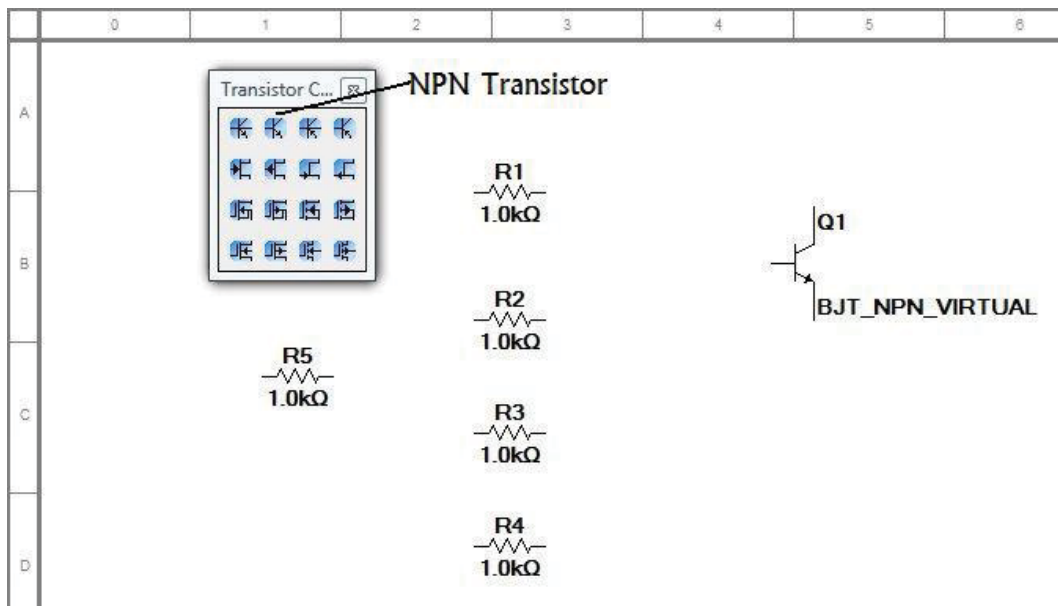 0 1 2 3 4 5 6
Transistor C...
NPN Transistor
A
R1
1.0kΩ
Q1
B
BJT_NPN_VIRTUAL
R2
1.0kΩ
R5
1.0kΩ
C
R3
1.0kΩ
R4
1.0kΩ
D